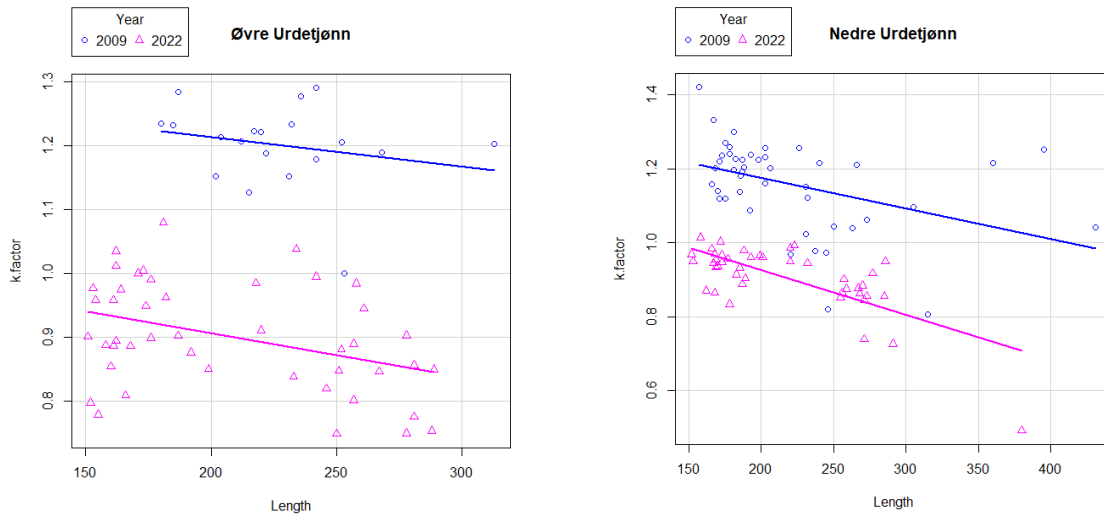 Year
2009 2022
Øvre Urdetjønn
k.factor
1.3
1.2
1.1
1.0
0.9
0.8
150 200 250 300
Length
Year
2009 2022
Nedre Urdetjønn
k.factor
1.4
1.2
1.0
0.8
0.6
150 200 250 300 350 400
Length